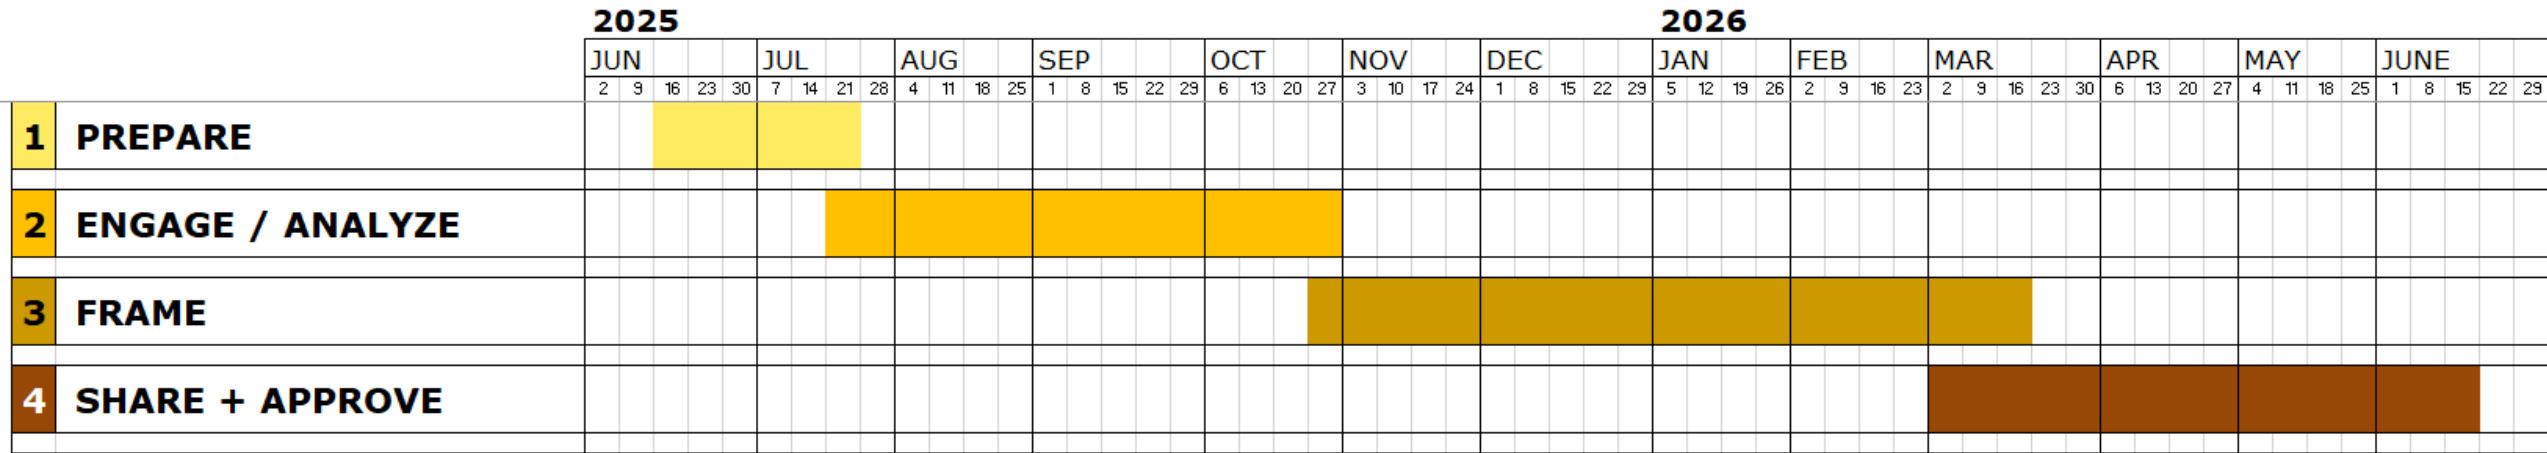 2025 2026
JUN JUL AUG SEP OCT NOV DEC JAN FEB MAR APR MAY JUNE
2 9 16 23 30 7 14 21 28 4 11 18 25 1 8 15 22 29 6 13 20 27 3 10 17 24 1 8 15 22 29 5 12 19 26 2 9 16 23 2 9 16 23 30 6 13 20 27 4 11 18 25 1 8 15 22 29
1 PREPARE
2 ENGAGE / ANALYZE
3 FRAME
4 SHARE + APPROVE